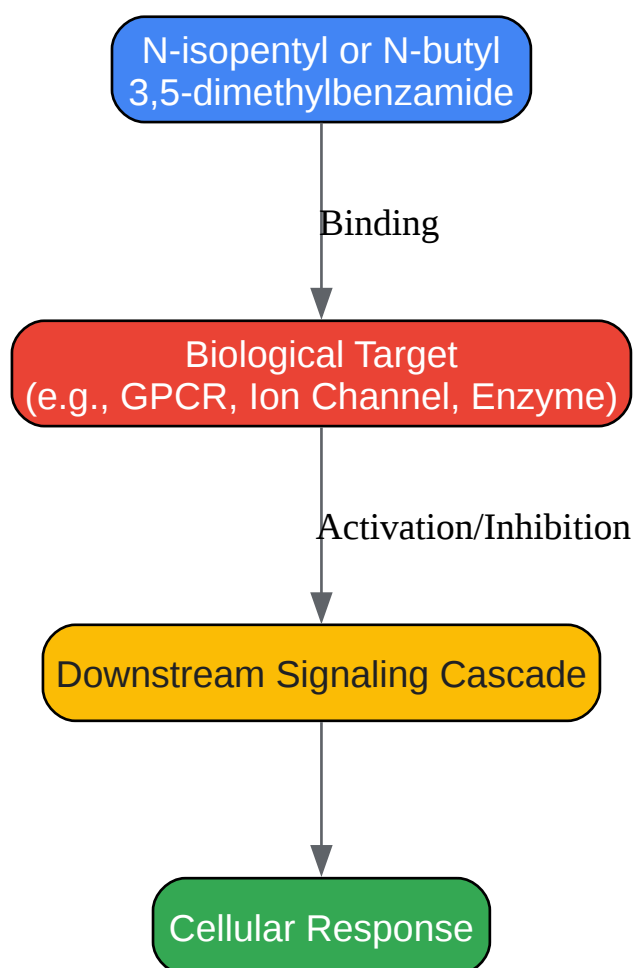 N-isopentyl or N-butyl
3,5-dimethylbenzamide
Binding
Biological Target
(e.g., GPCR, Ion Channel, Enzyme)
Activation/Inhibition
Downstream Signaling Cascade
Cellular Response